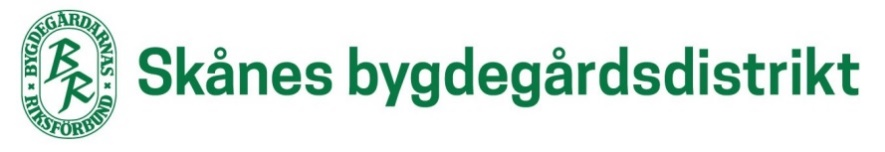 BYGDEGÅRDARNAS
BR
RIKSFÖRBUND
Skånes bygdegårdsdistrikt